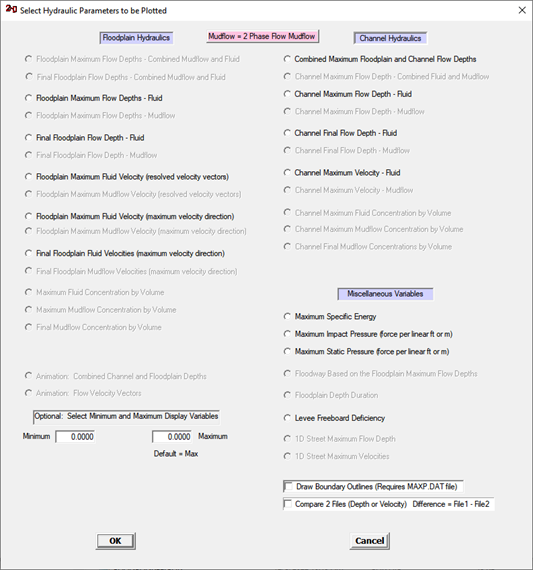 Select Hydraulic Parameters to be Plotted
Floodplain Hydraulics
Mudflow = 2 Phase Flow Mudflow
Channel Hydraulics
Floodplain Maximum Flow Depths - Combined Mudflow and Fluid
Final Floodplain Flow Depths - Combined Mudflow and Fluid
Floodplain Maximum Flow Depths - Fluid
Floodplain Maximum Flow Depths - Mudflow
Final Floodplain Flow Depth - Fluid
Final Floodplain Flow Depth - Mudflow
Floodplain Maximum Fluid Velocity (resolved velocity vectors)
Floodplain Maximum Mudflow Velocity (resolved velocity vectors)
Floodplain Maximum Fluid Velocity (maximum velocity direction)
Floodplain Maximum Mudflow Velocity (maximum velocity direction)
Final Floodplain Fluid Velocities (maximum velocity direction)
Final Floodplain Mudflow Velocities (maximum velocity direction)
Maximum Fluid Concentration by Volume
Maximum Mudflow Concentration by Volume
Final Mudflow Concentration by Volume
Animation: Combined Channel and Floodplain Depths
Animation: Flow Velocity Vectors
Optional: Select Minimum and Maximum Display Variables
Minimum 0.0000 0.0000 Maximum
Default = Max
Combined Maximum Floodplain and Channel Flow Depths
Channel Maximum Flow Depth - Combined Fluid and Mudflow
Channel Maximum Flow Depth - Fluid
Channel Maximum Flow Depth - Mudflow
Channel Final Flow Depth - Fluid
Channel Final Flow Depth - Mudflow
Channel Maximum Velocity - Fluid
Channel Maximum Velocity - Mudflow
Channel Maximum Fluid Concentration by Volume
Channel Maximum Mudflow Concentration by Volume
Channel Final Mudflow Concentrations by Volume
Miscellaneous Variables
Maximum Specific Energy
Maximum Impact Pressure (force per linear ft or m)
Maximum Static Pressure (force per linear ft or m)
Floodway Based on the Floodplain Maximum Flow Depths
Floodplain Depth Duration
Levee Freeboard Deficiency
1D Street Maximum Flow Depth
1D Street Maximum Velocities
Draw Boundary Outlines (Requires MAXP.DAT file)
Compare 2 Files (Depth or Velocity) Difference = File1 - File2
OK
Cancel